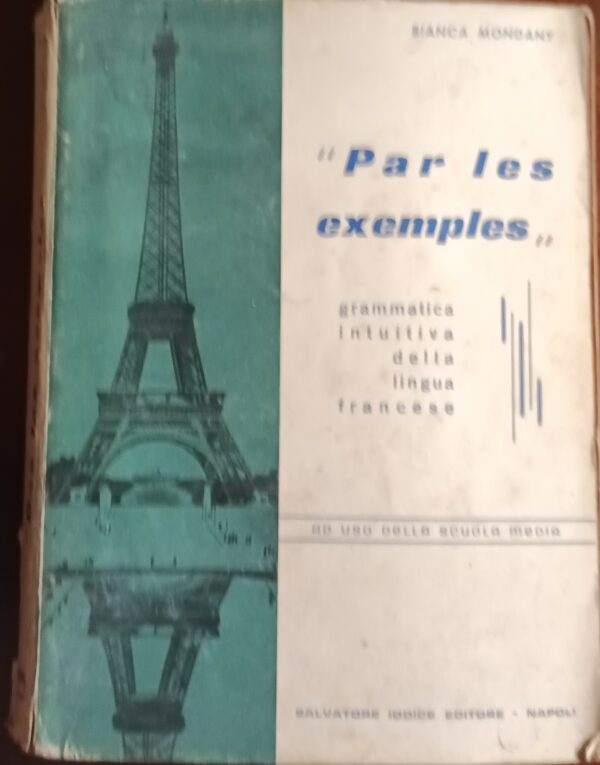 BIANCA MONDANY
“Par les
exemples„
grammatica
intuitiva
della
lingua
francese
AD USO DELLA SCUOLA MEDIA
SALVATORE IODICE EDITORE - NAPOLI